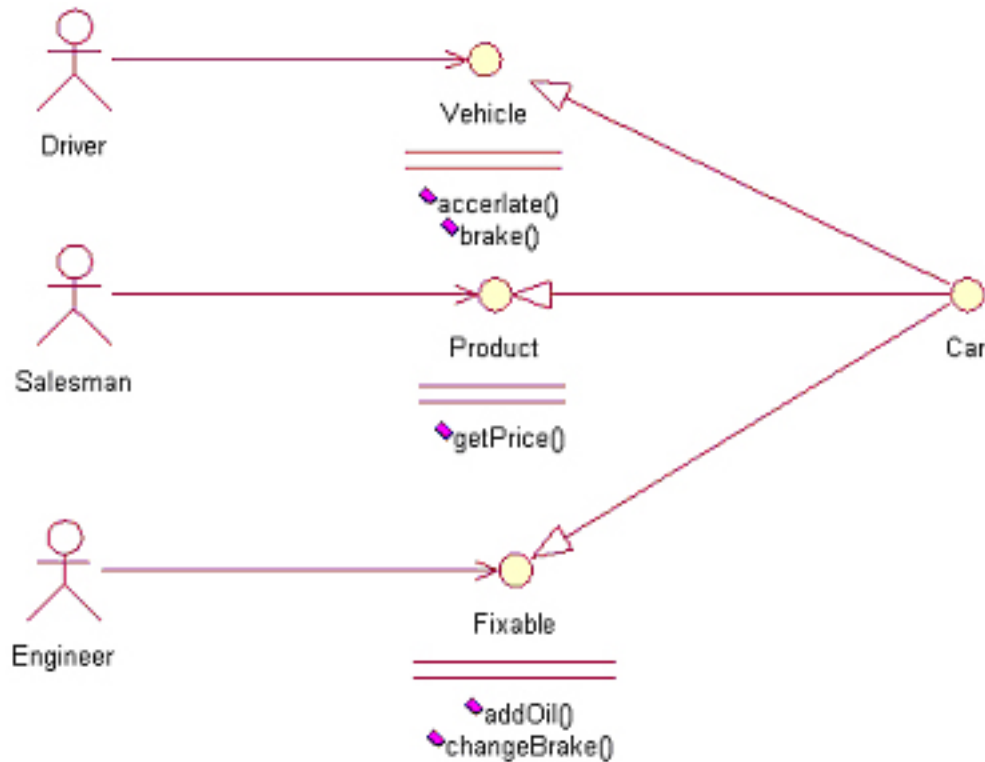 Driver
Vehicle
accerlate()
brake()
Salesman
Product
getPrice()
Car
Engineer
Fixable
addOil()
changeBrake()